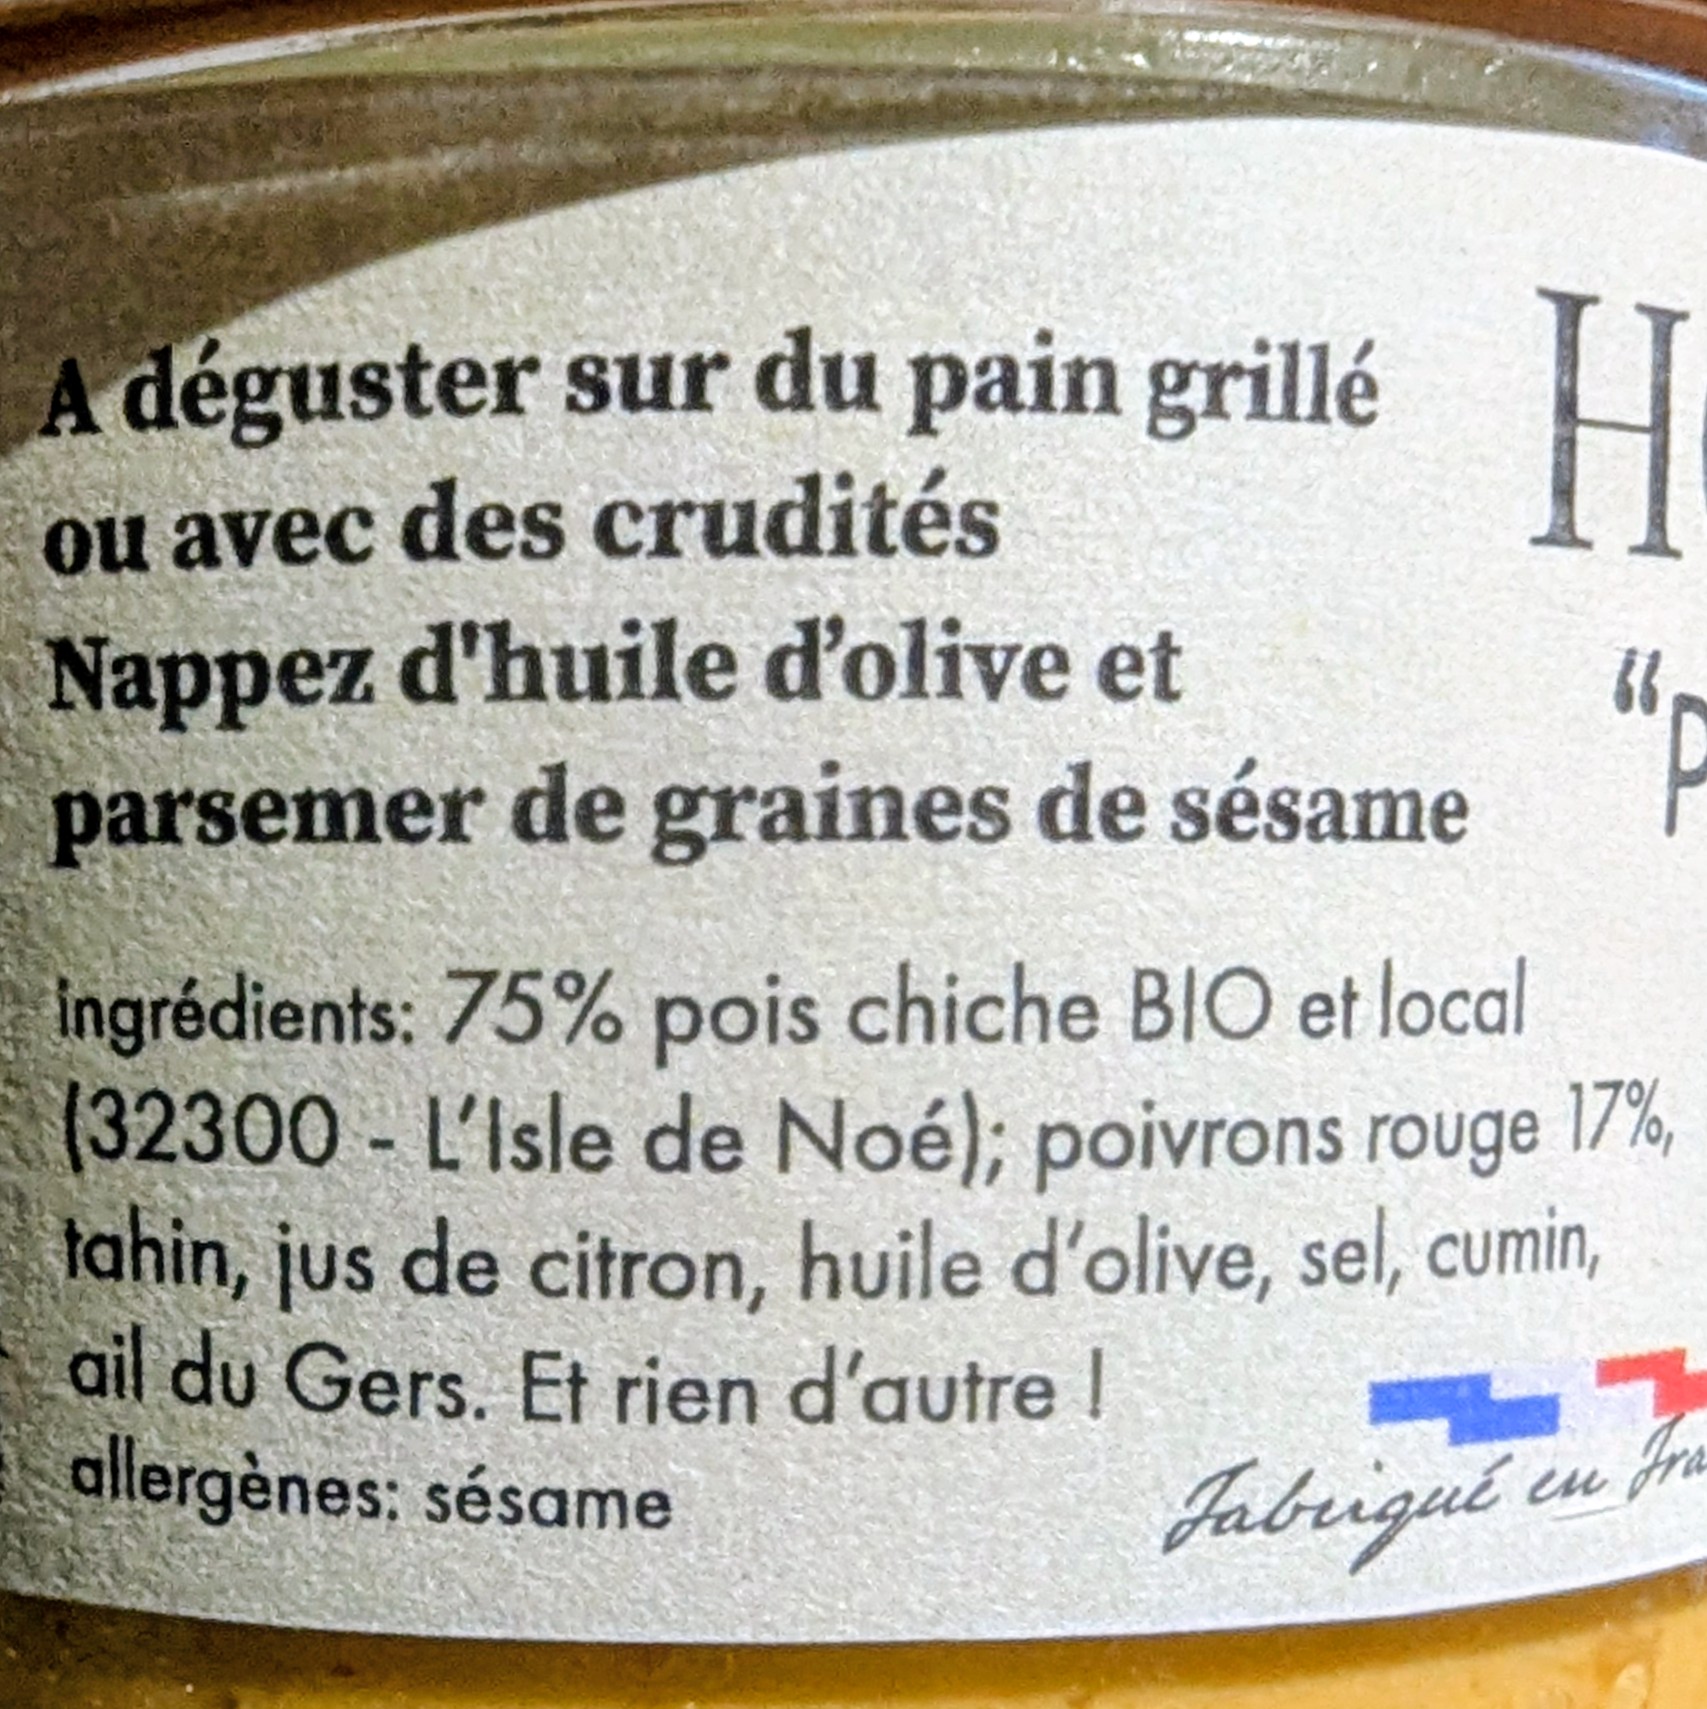 A déguster sur du pain grillé
ou avec des crudités
Nappez d'huile d’olive et
parsemer de graines de sésame
ingrédients: 75% pois chiche BIO et local
(32300 - L’Isle de Noé); poivrons rouge 17%,
tahin, jus de citron, huile d’olive, sel, cumin,
ail du Gers. Et rien d’autre !
allergènes: sésame
Fabriqué en